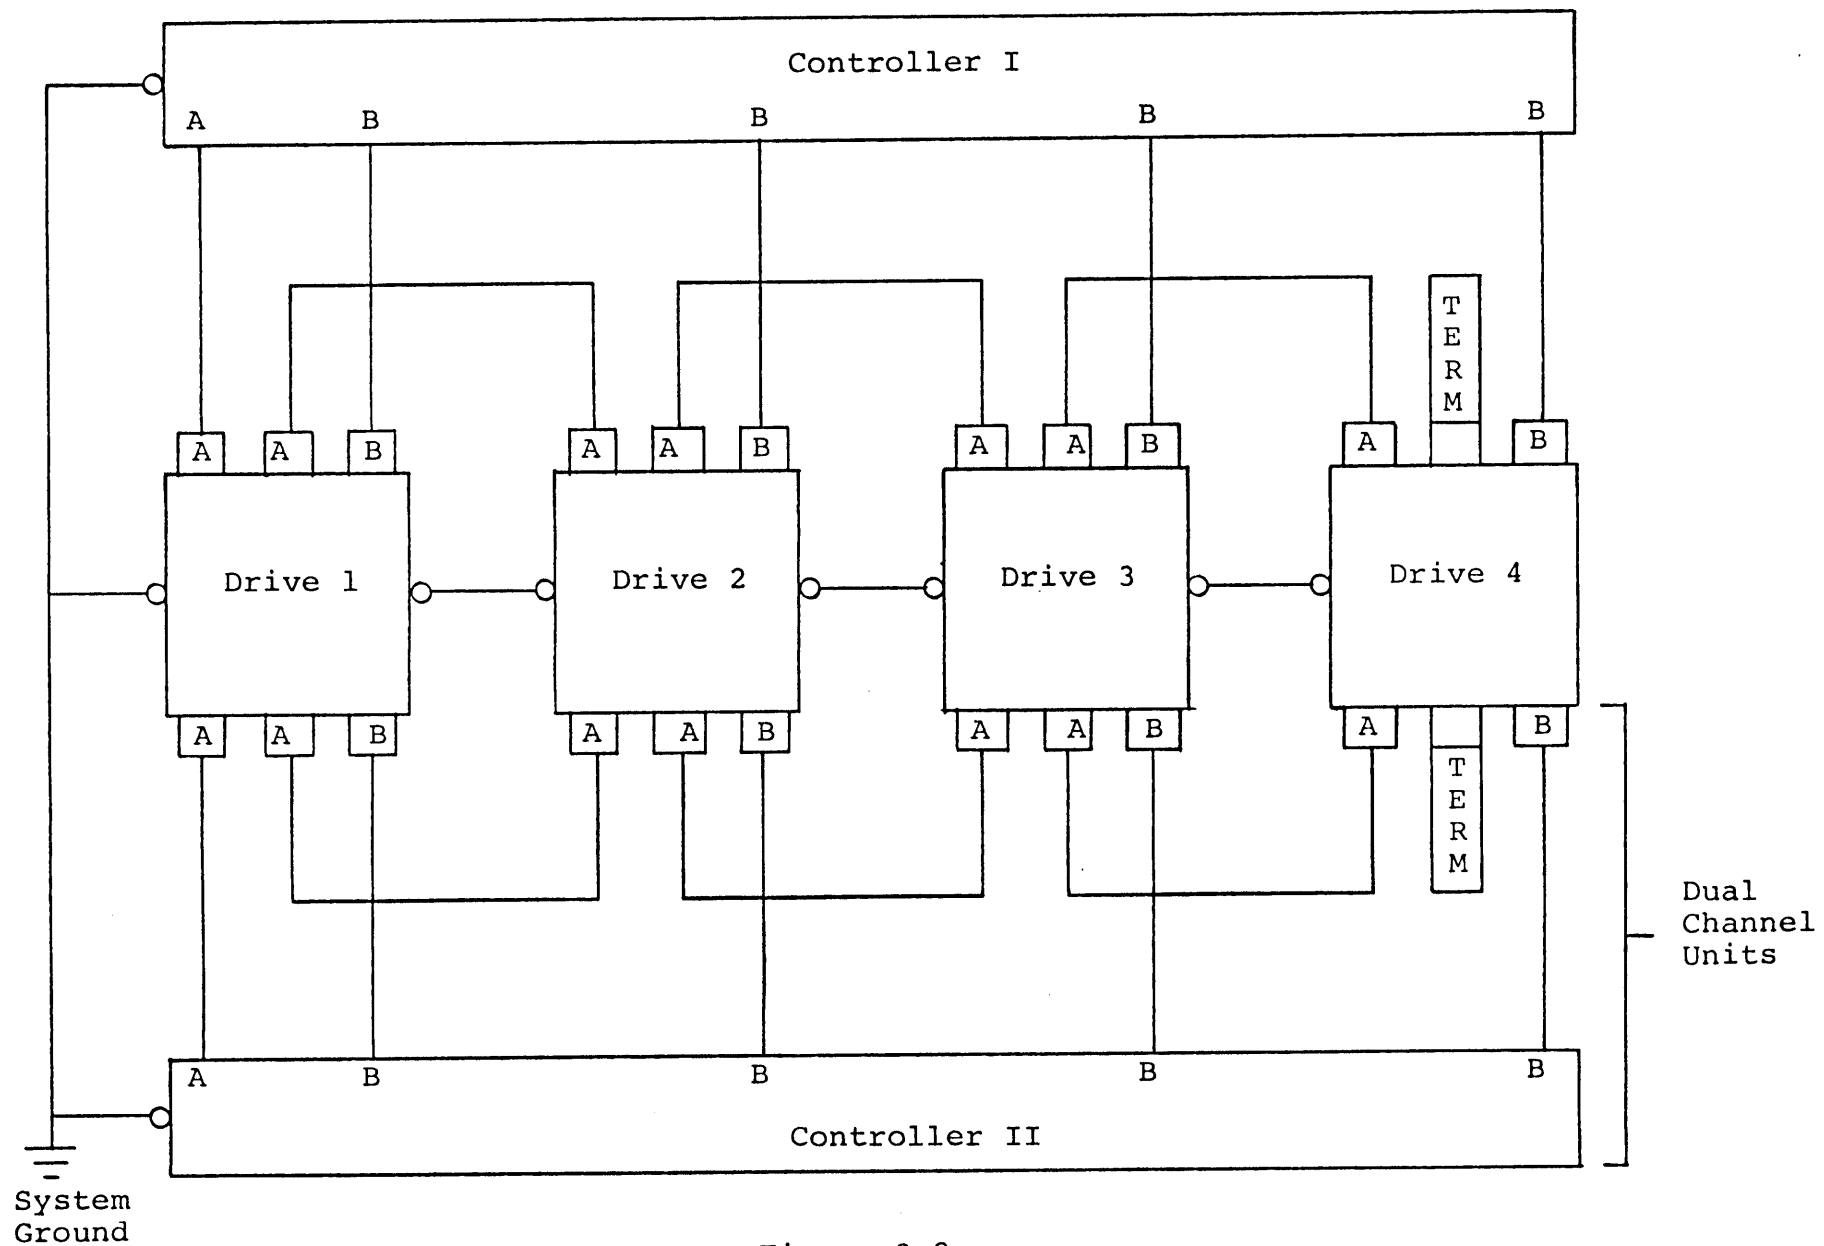 Controller I
A B B B B
T
E
R
M
A A B A A B A A B A B
Drive 1 Drive 2 Drive 3 Drive 4
A A B A A B A A B A B
T
E
R
M
Dual
Channel
Units
A B B B B
Controller II
System
Ground